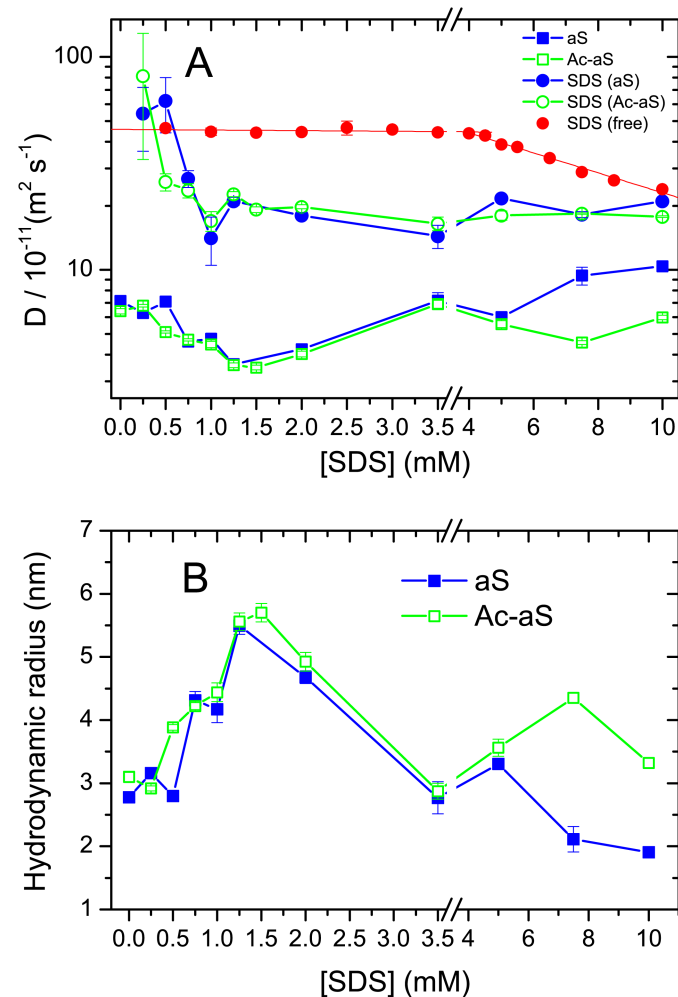 A
aS
Ac-aS
SDS (aS)
SDS (Ac-aS)
SDS (free)
100
10
D / 10⁻¹¹(m² s⁻¹)
0.0 0.5 1.0 1.5 2.0 2.5 3.0 3.5 4 6 8 10
[SDS] (mM)
B
aS
Ac-aS
7
6
5
4
3
2
1
Hydrodynamic radius (nm)
0.0 0.5 1.0 1.5 2.0 2.5 3.0 3.5 4 6 8 10
[SDS] (mM)